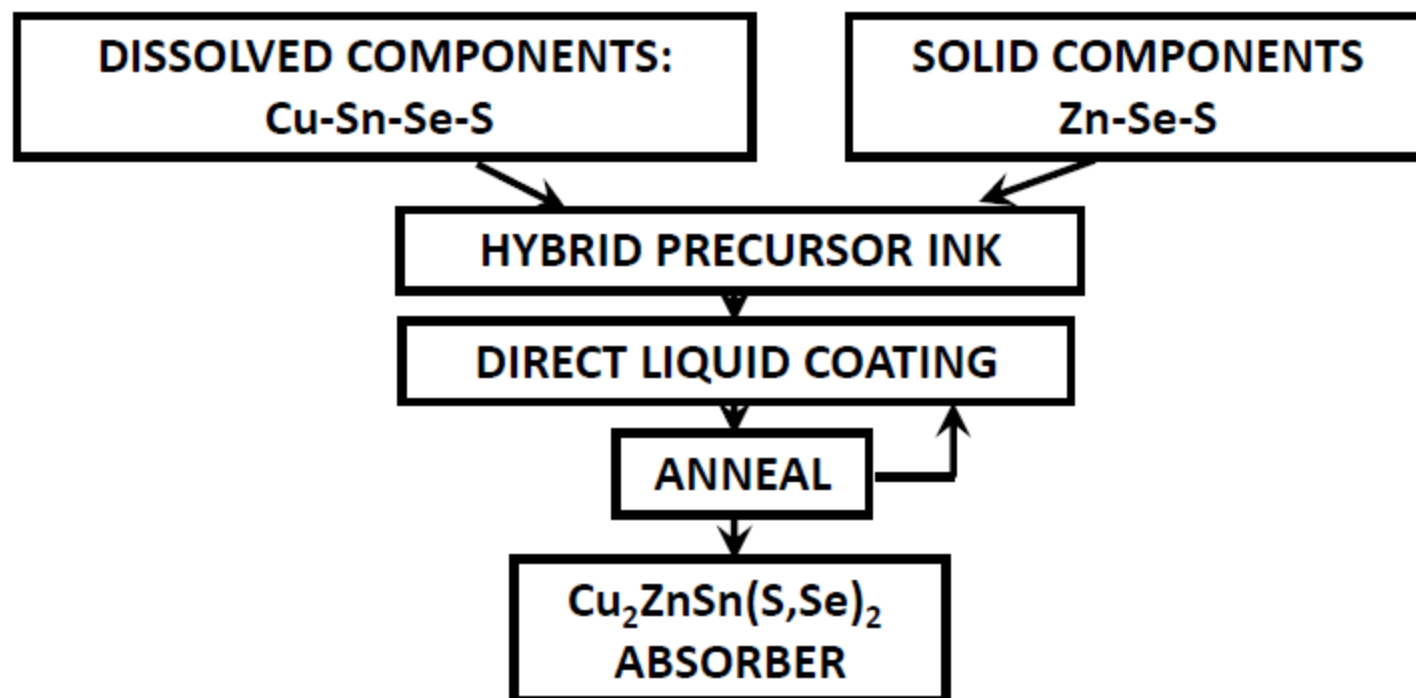 DISSOLVED COMPONENTS:
Cu-Sn-Se-S
SOLID COMPONENTS
Zn-Se-S
HYBRID PRECURSOR INK
DIRECT LIQUID COATING
ANNEAL
Cu₂ZnSn(S,Se)₂
ABSORBER